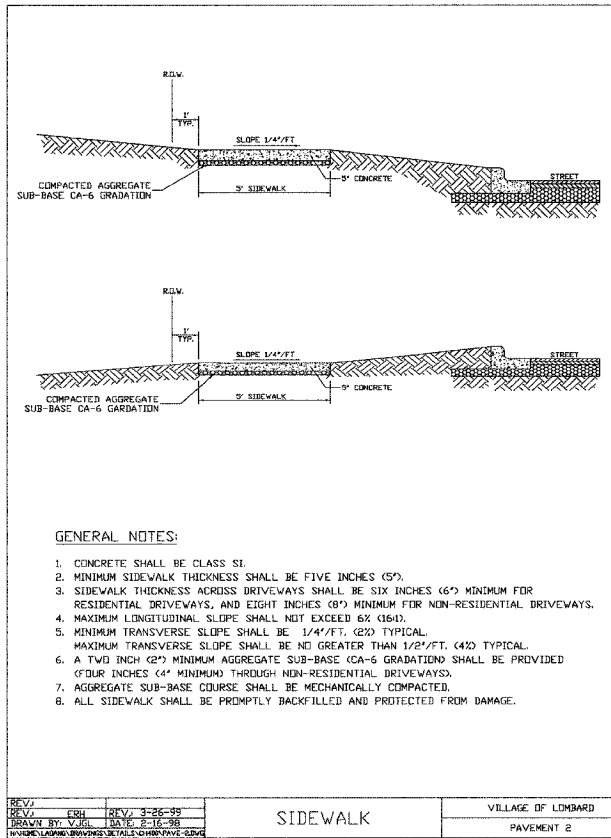 R.O.W.
1'
TYP.
SLOPE 1/4"/FT
STREET
COMPACTED AGGREGATE
SUB-BASE CA-6 GRADATION
5" CONCRETE
5' SIDEWALK
R.O.W.
1'
TYP.
SLOPE 1/4"/FT
STREET
COMPACTED AGGREGATE
SUB-BASE CA-6 GARDATION
5" CONCRETE
5' SIDEWALK
GENERAL NOTES:
1. CONCRETE SHALL BE CLASS SI.
2. MINIMUM SIDEWALK THICKNESS SHALL BE FIVE INCHES (5").
3. SIDEWALK THICKNESS ACROSS DRIVEWAYS SHALL BE SIX INCHES (6") MINIMUM FOR
RESIDENTIAL DRIVEWAYS, AND EIGHT INCHES (8") MINIMUM FOR NON-RESIDENTIAL DRIVEWAYS.
4. MAXIMUM LONGITUDINAL SLOPE SHALL NOT EXCEED 6% (16:1).
5. MINIMUM TRANSVERSE SLOPE SHALL BE 1/4"/FT. (2%) TYPICAL.
MAXIMUM TRANSVERSE SLOPE SHALL BE NO GREATER THAN 1/2"/FT. (4%) TYPICAL.
6. A TWO INCH (2") MINIMUM AGGREGATE SUB-BASE (CA-6 GRADATION) SHALL BE PROVIDED
(FOUR INCHES (4" MINIMUM) THROUGH NON-RESIDENTIAL DRIVEWAYS).
7. AGGREGATE SUB-BASE COURSE SHALL BE MECHANICALLY COMPACTED.
8. ALL SIDEWALK SHALL BE PROMPTLY BACKFILLED AND PROTECTED FROM DAMAGE.
REV.:
REV.: ERH REV.: 3-26-99
DRAWN BY: VJGL DATE: 2-16-98
SIDEWALK
VILLAGE OF LOMBARD
PAVEMENT 2